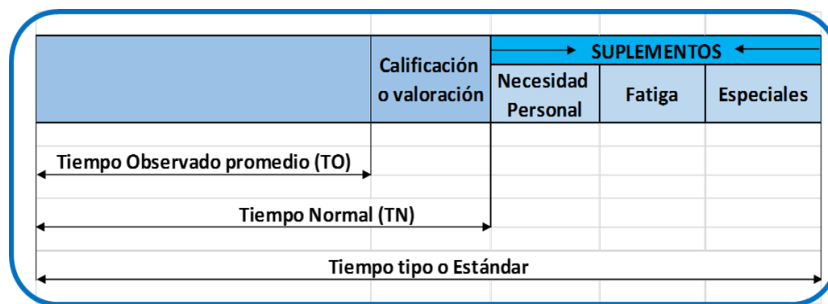 SUPLEMENTOS
Calificación
o valoración
Necesidad
Personal
Fatiga
Especiales
Tiempo Observado promedio (TO)
Tiempo Normal (TN)
Tiempo tipo o Estándar